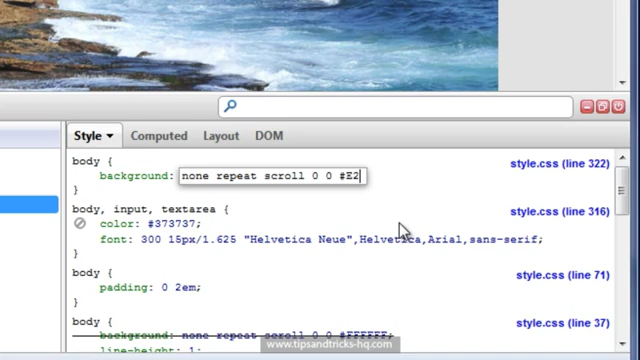 Style Computed Layout DOM
body { style.css (line 322)
background: none repeat scroll 0 0 #E2
}
body, input, textarea { style.css (line 316)
color: #373737;
font: 300 15px/1.625 "Helvetica Neue",Helvetica,Arial,sans-serif;
}
body { style.css (line 71)
padding: 0 2em;
}
body { style.css (line 37)
background: none repeat scroll 0 0 #FFFFFF;
line-height: 1;
www.tipsandtricks-hq.com